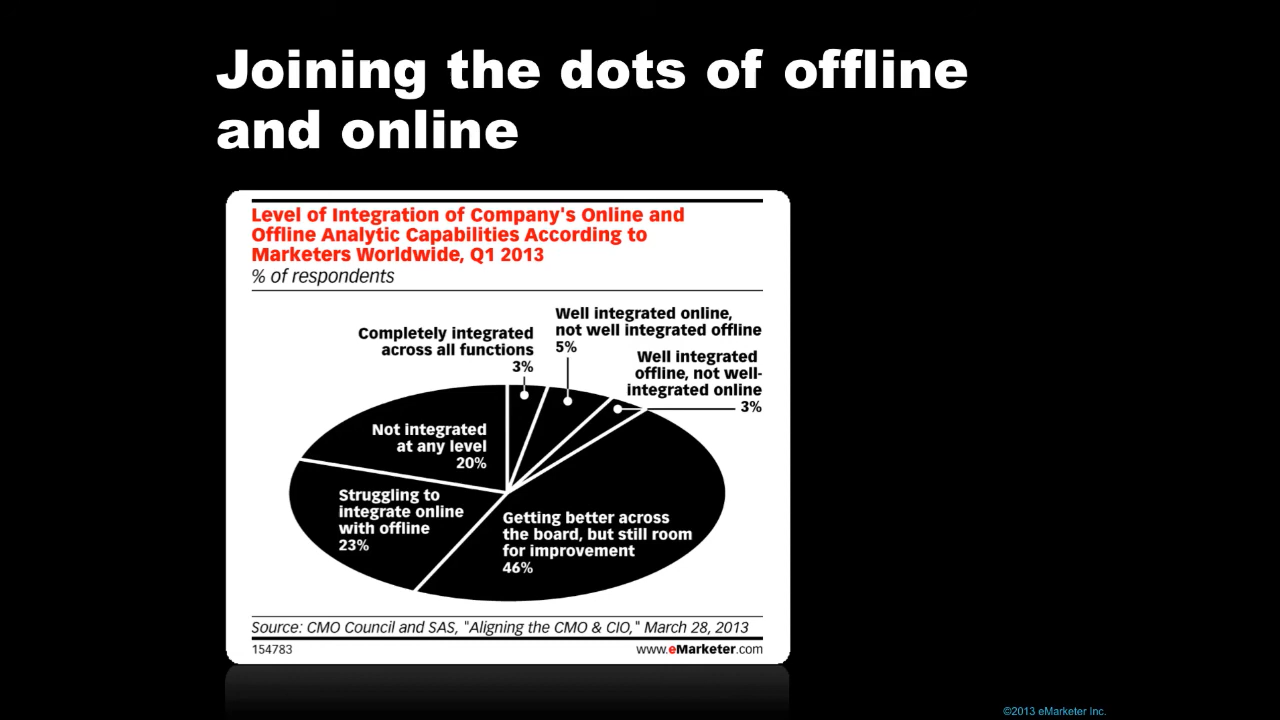 Joining the dots of offline
and online
Level of Integration of Company's Online and
Offline Analytic Capabilities According to
Marketers Worldwide, Q1 2013
% of respondents
Well integrated online,
not well integrated offline
5%
Completely integrated
across all functions
3%
Well integrated
offline, not well-
integrated online
3%
Not integrated
at any level
20%
Struggling to
integrate online
with offline
23%
Getting better across
the board, but still room
for improvement
46%
Source: CMO Council and SAS, "Aligning the CMO & CIO," March 28, 2013
154783
www.eMarketer.com
©2013 eMarketer Inc.